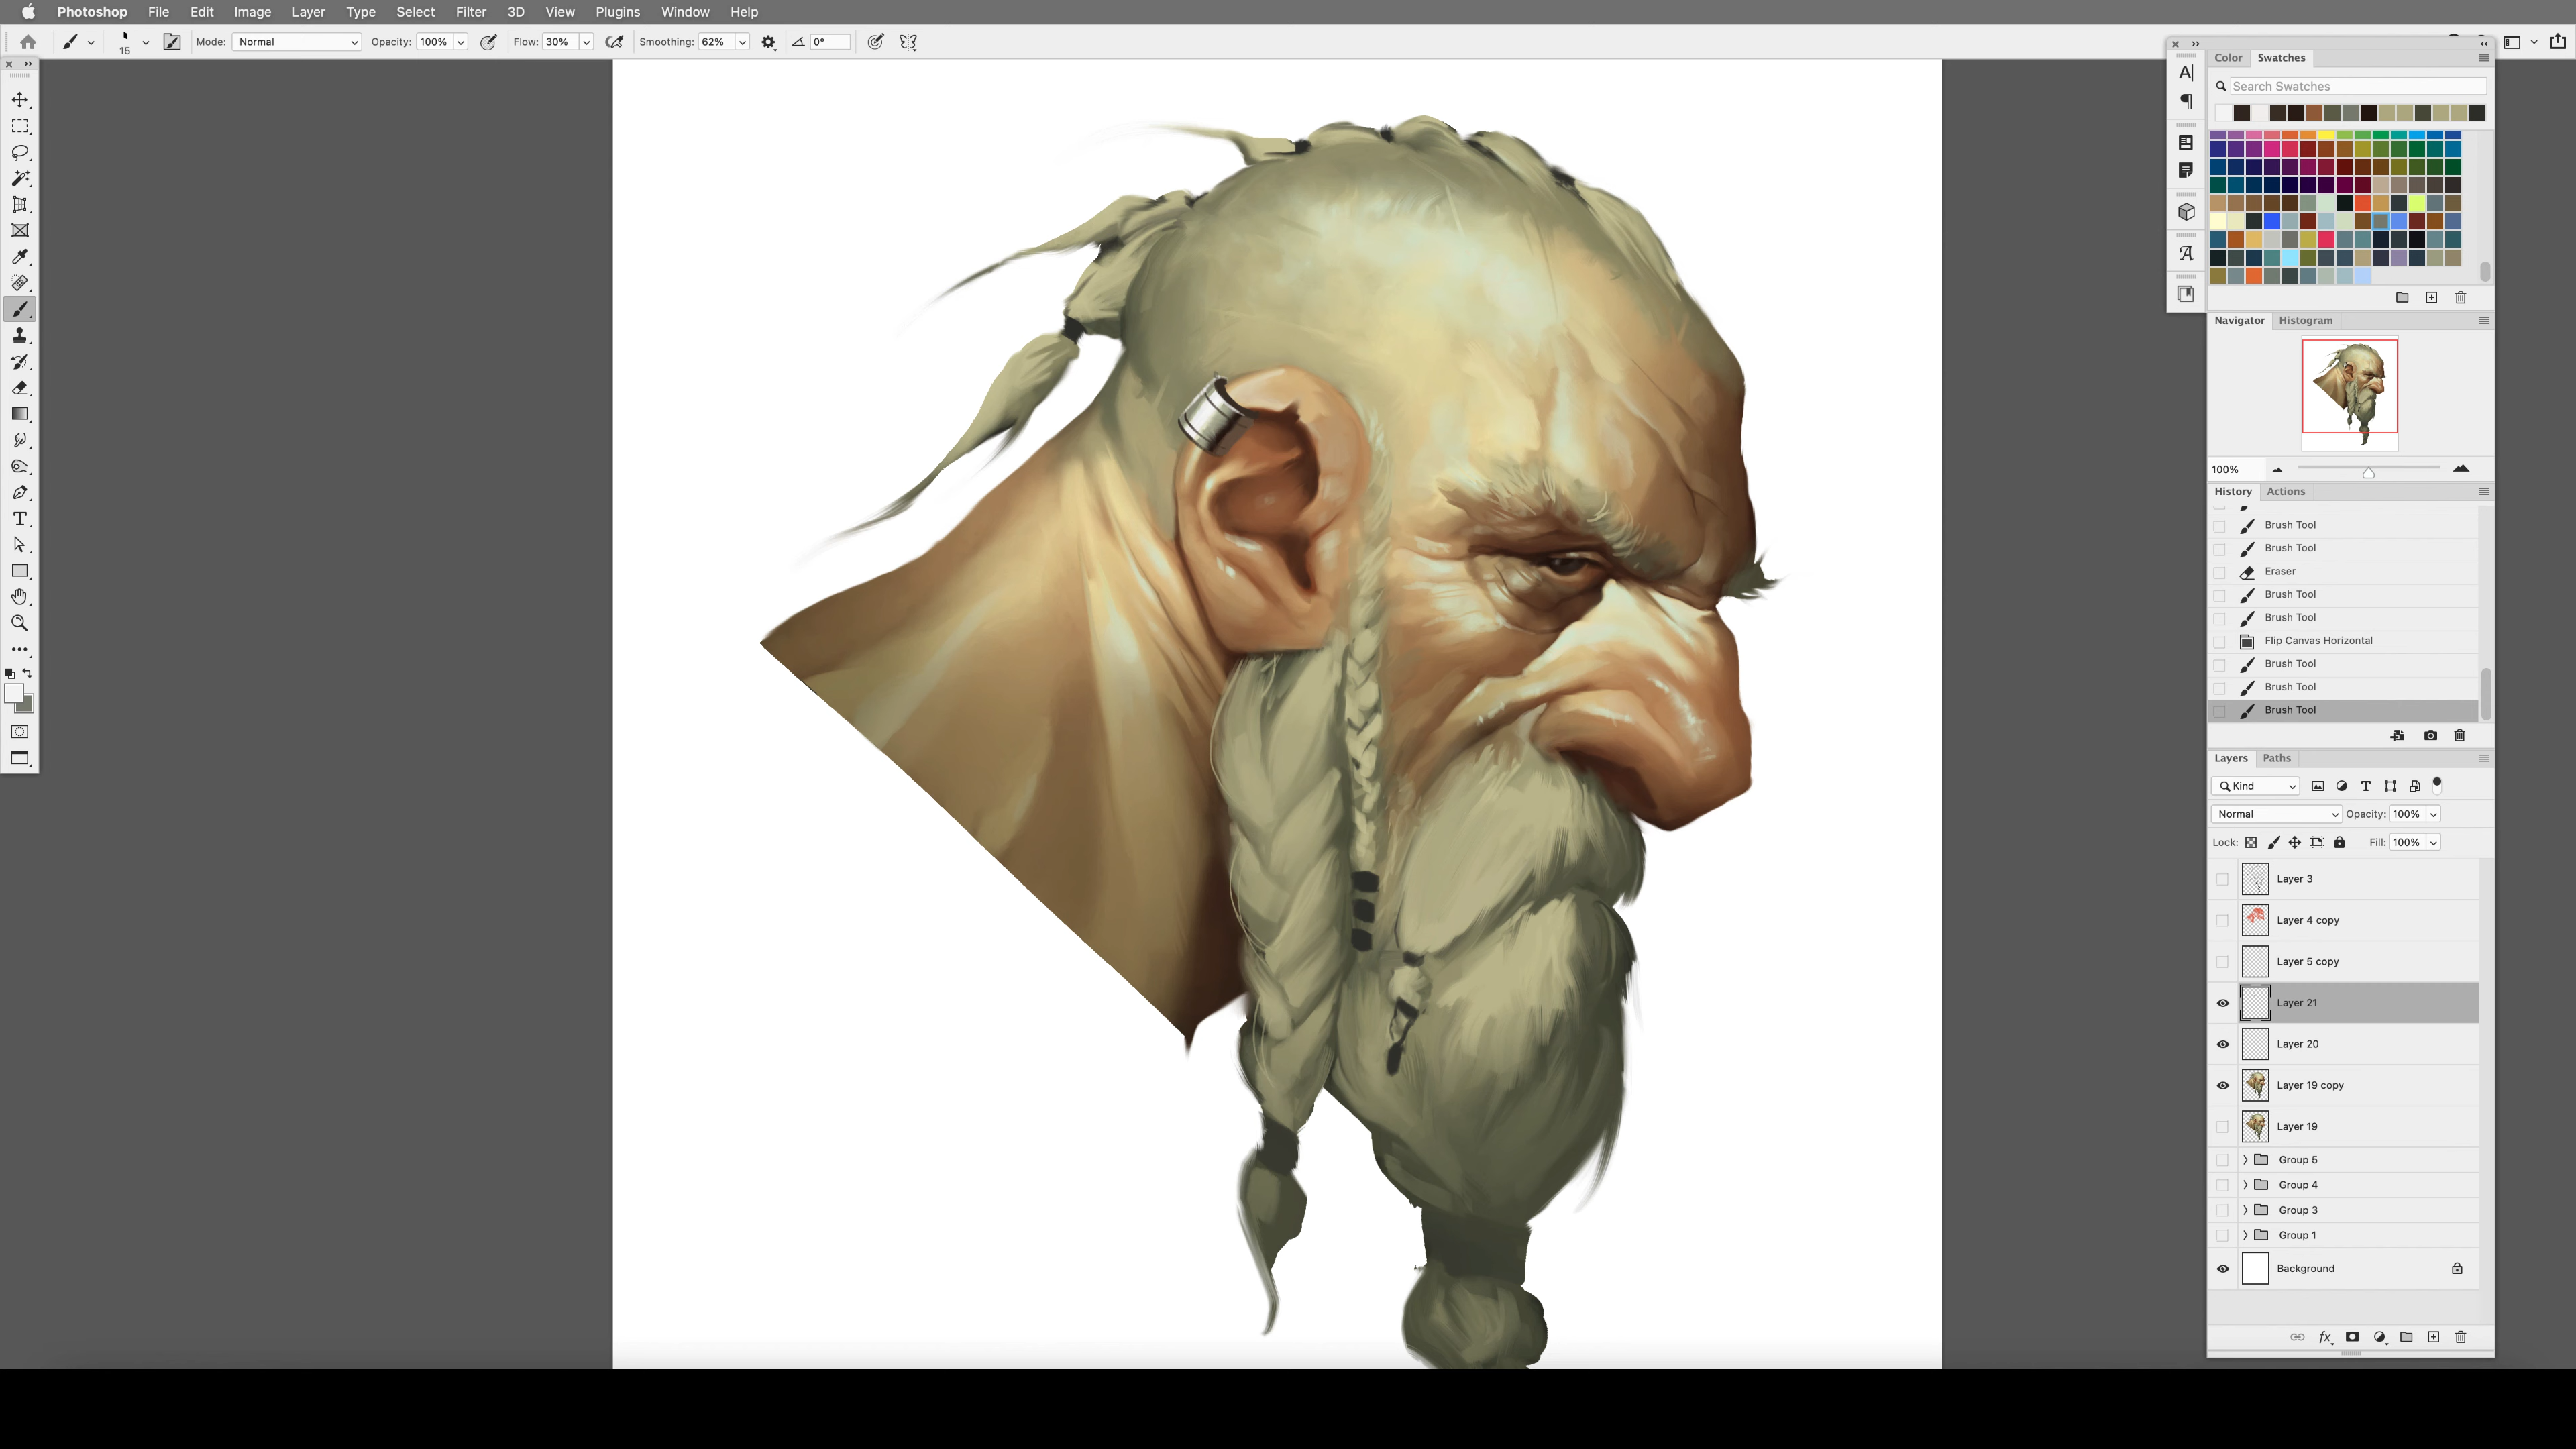 Photoshop File Edit Image Layer Type Select Filter 3D View Plugins Window Help
15 Mode: Normal Opacity: 100% Flow: 30% Smoothing: 62% 0°
Color Swatches
Search Swatches
Navigator Histogram
100%
History Actions
Brush Tool
Brush Tool
Eraser
Brush Tool
Brush Tool
Flip Canvas Horizontal
Brush Tool
Brush Tool
Brush Tool
Layers Paths
Kind
Normal Opacity: 100%
Lock: Fill: 100%
Layer 3
Layer 4 copy
Layer 5 copy
Layer 21
Layer 20
Layer 19 copy
Layer 19
Group 5
Group 4
Group 3
Group 1
Background